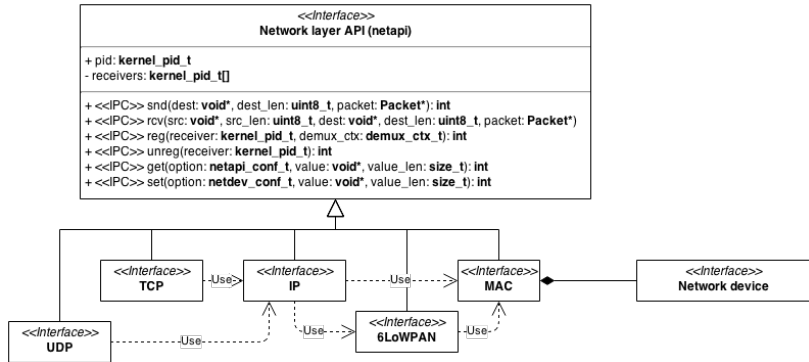 <<Interface>>
Network layer API (netapi)
+ pid: kernel_pid_t
- receivers: kernel_pid_t[]
+ <<IPC>> snd(dest: void*, dest_len: uint8_t, packet: Packet*): int
+ <<IPC>> rcv(src: void*, src_len: uint8_t, dest: void*, dest_len: uint8_t, packet: Packet*)
+ <<IPC>> reg(receiver: kernel_pid_t, demux_ctx: demux_ctx_t): int
+ <<IPC>> unreg(receiver: kernel_pid_t): int
+ <<IPC>> get(option: netapi_conf_t, value: void*, value_len: size_t): int
+ <<IPC>> set(option: netdev_conf_t, value: void*, value_len: size_t): int
<<Interface>>
TCP
Use
<<Interface>>
IP
Use
<<Interface>>
MAC
<<Interface>>
Network device
<<Interface>>
UDP
Use
Use
<<Interface>>
6LoWPAN
Use